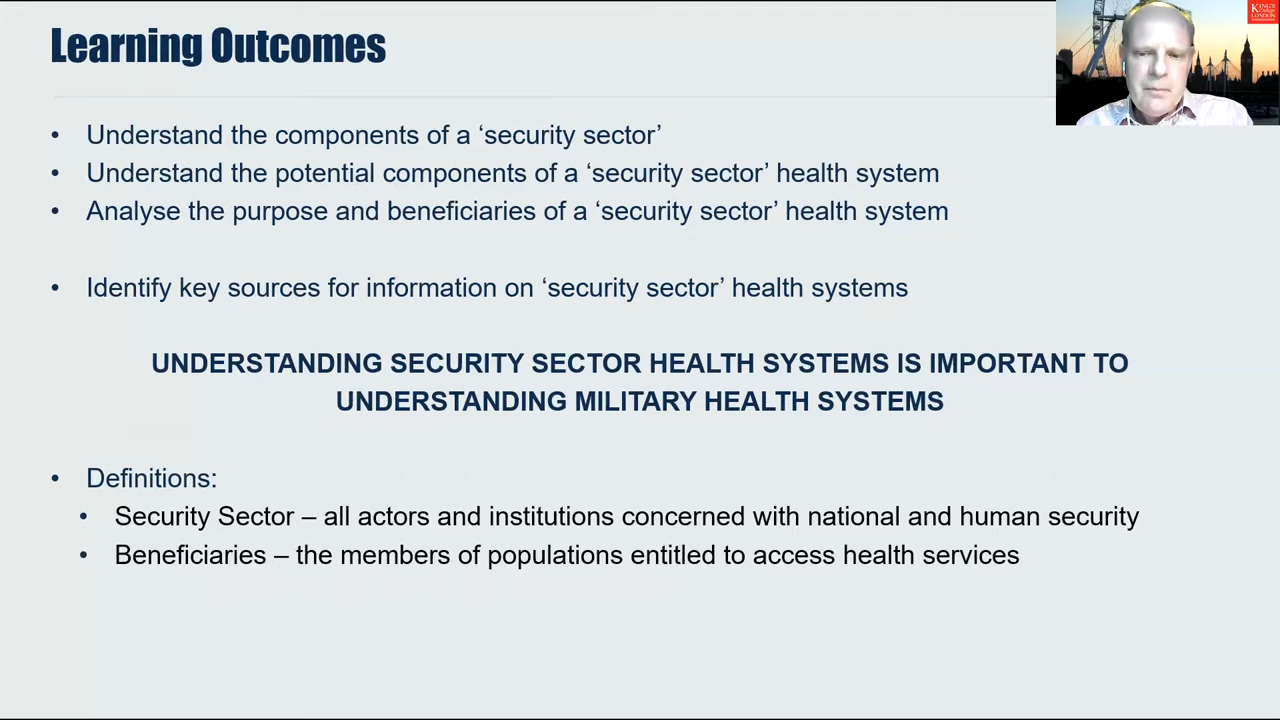 Learning Outcomes
KING'S
College
LONDON
• Understand the components of a ‘security sector’
• Understand the potential components of a ‘security sector’ health system
• Analyse the purpose and beneficiaries of a ‘security sector’ health system
• Identify key sources for information on ‘security sector’ health systems
UNDERSTANDING SECURITY SECTOR HEALTH SYSTEMS IS IMPORTANT TO
UNDERSTANDING MILITARY HEALTH SYSTEMS
• Definitions:
• Security Sector – all actors and institutions concerned with national and human security
• Beneficiaries – the members of populations entitled to access health services